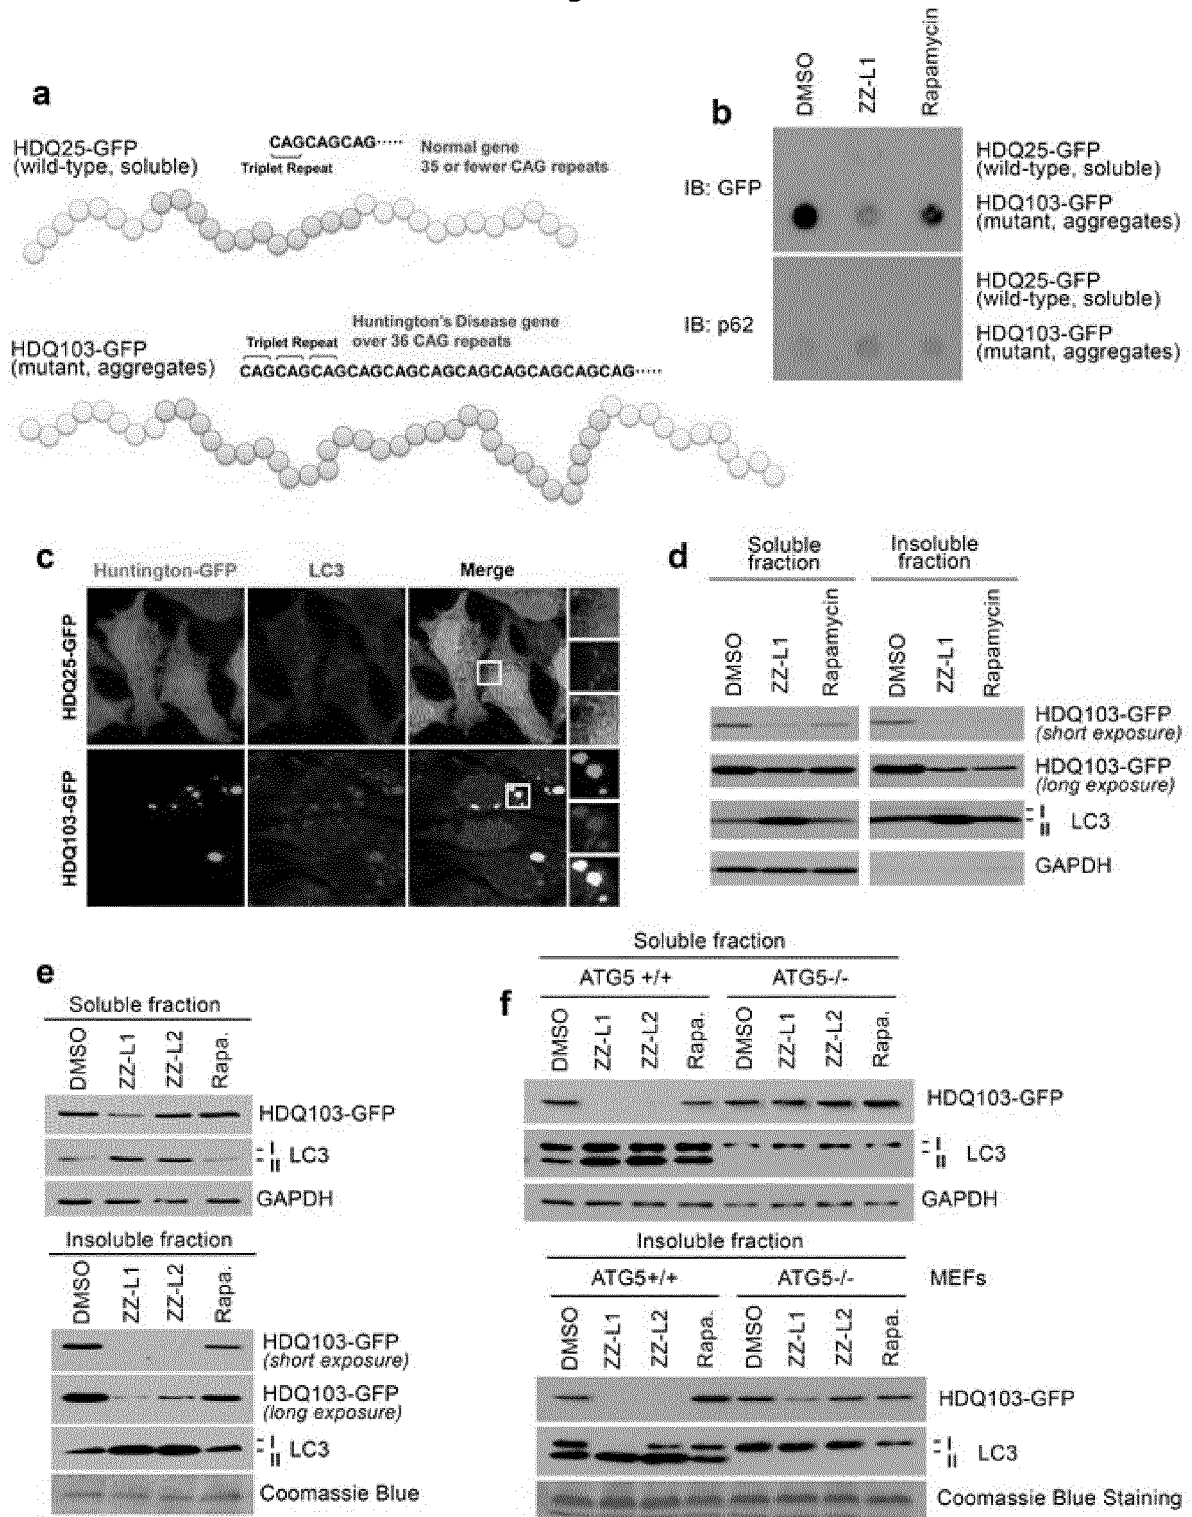 a
HDQ25-GFP
(wild-type, soluble)
CAGCAGCAG·····
Triplet Repeat
Normal gene
35 or fewer CAG repeats
HDQ103-GFP
(mutant, aggregates)
Triplet Repeat
Huntington's Disease gene
over 36 CAG repeats
CAGCAGCAGCAGCAGCAGCAGCAGCAGCAGCAG·····
b
DMSO
ZZ-L1
Rapamycin
IB: GFP
HDQ25-GFP
(wild-type, soluble)
HDQ103-GFP
(mutant, aggregates)
IB: p62
HDQ25-GFP
(wild-type, soluble)
HDQ103-GFP
(mutant, aggregates)
c
Huntington-GFP
LC3
Merge
HDQ25-GFP
HDQ103-GFP
d
Soluble
fraction
Insoluble
fraction
DMSO
ZZ-L1
Rapamycin
DMSO
ZZ-L1
Rapamycin
HDQ103-GFP
(short exposure)
HDQ103-GFP
(long exposure)
- I
- II LC3
GAPDH
e
Soluble fraction
DMSO
ZZ-L1
ZZ-L2
Rapa.
HDQ103-GFP
- I
- II LC3
GAPDH
Insoluble fraction
DMSO
ZZ-L1
ZZ-L2
Rapa.
HDQ103-GFP
(short exposure)
HDQ103-GFP
(long exposure)
- I
- II LC3
Coomassie Blue
f
Soluble fraction
ATG5 +/+
ATG5-/-
DMSO
ZZ-L1
ZZ-L2
Rapa.
DMSO
ZZ-L1
ZZ-L2
Rapa.
HDQ103-GFP
- I
- II LC3
GAPDH
Insoluble fraction
ATG5+/+
ATG5-/-
MEFs
DMSO
ZZ-L1
ZZ-L2
Rapa.
DMSO
ZZ-L1
ZZ-L2
Rapa.
HDQ103-GFP
- I
- II LC3
Coomassie Blue Staining